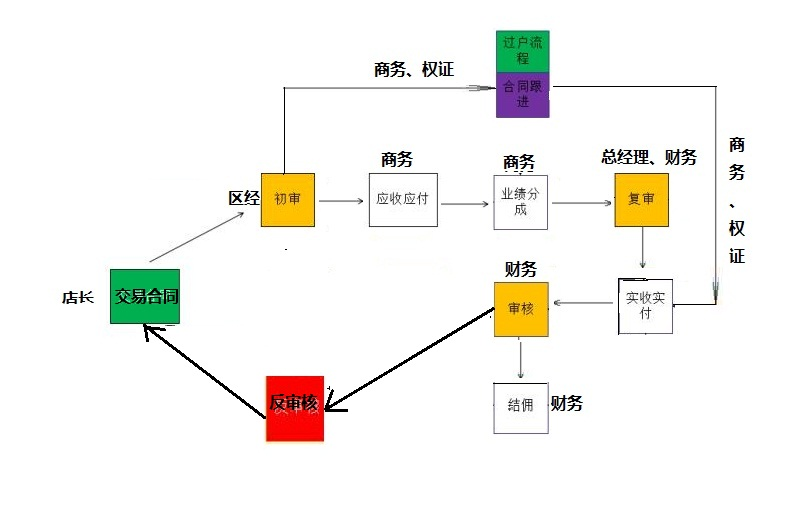 过户流
程
商务、权证
合同跟
进
商
务
、
权
证
商务
商务
总经理、财务
区经
初审
应收应付
业绩分
成
复审
财务
店长
交易合同
审核
实收实
付
反审核
结佣
财务